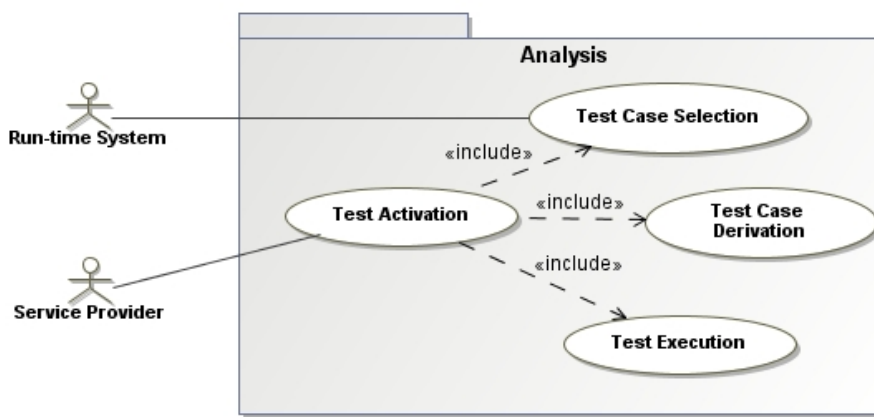 Analysis
Test Case Selection
Run-time System
«include»
Test Activation
«include»
Test Case
Derivation
«include»
Service Provider
Test Execution